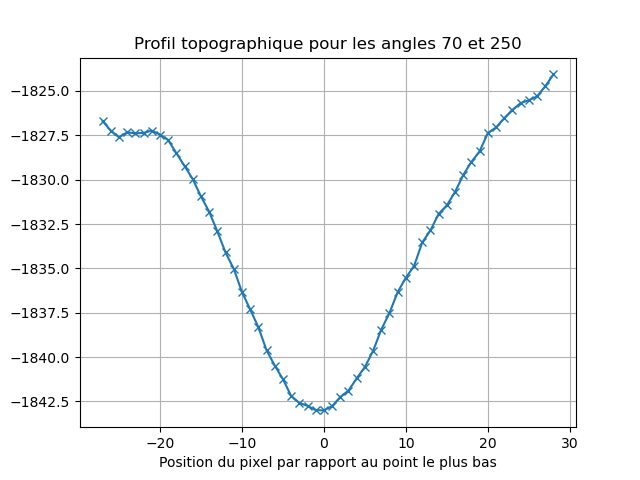 Profil topographique pour les angles 70 et 250
−1825.0
−1827.5
−1830.0
−1832.5
−1835.0
−1837.5
−1840.0
−1842.5
−20 −10 0 10 20 30
Position du pixel par rapport au point le plus bas